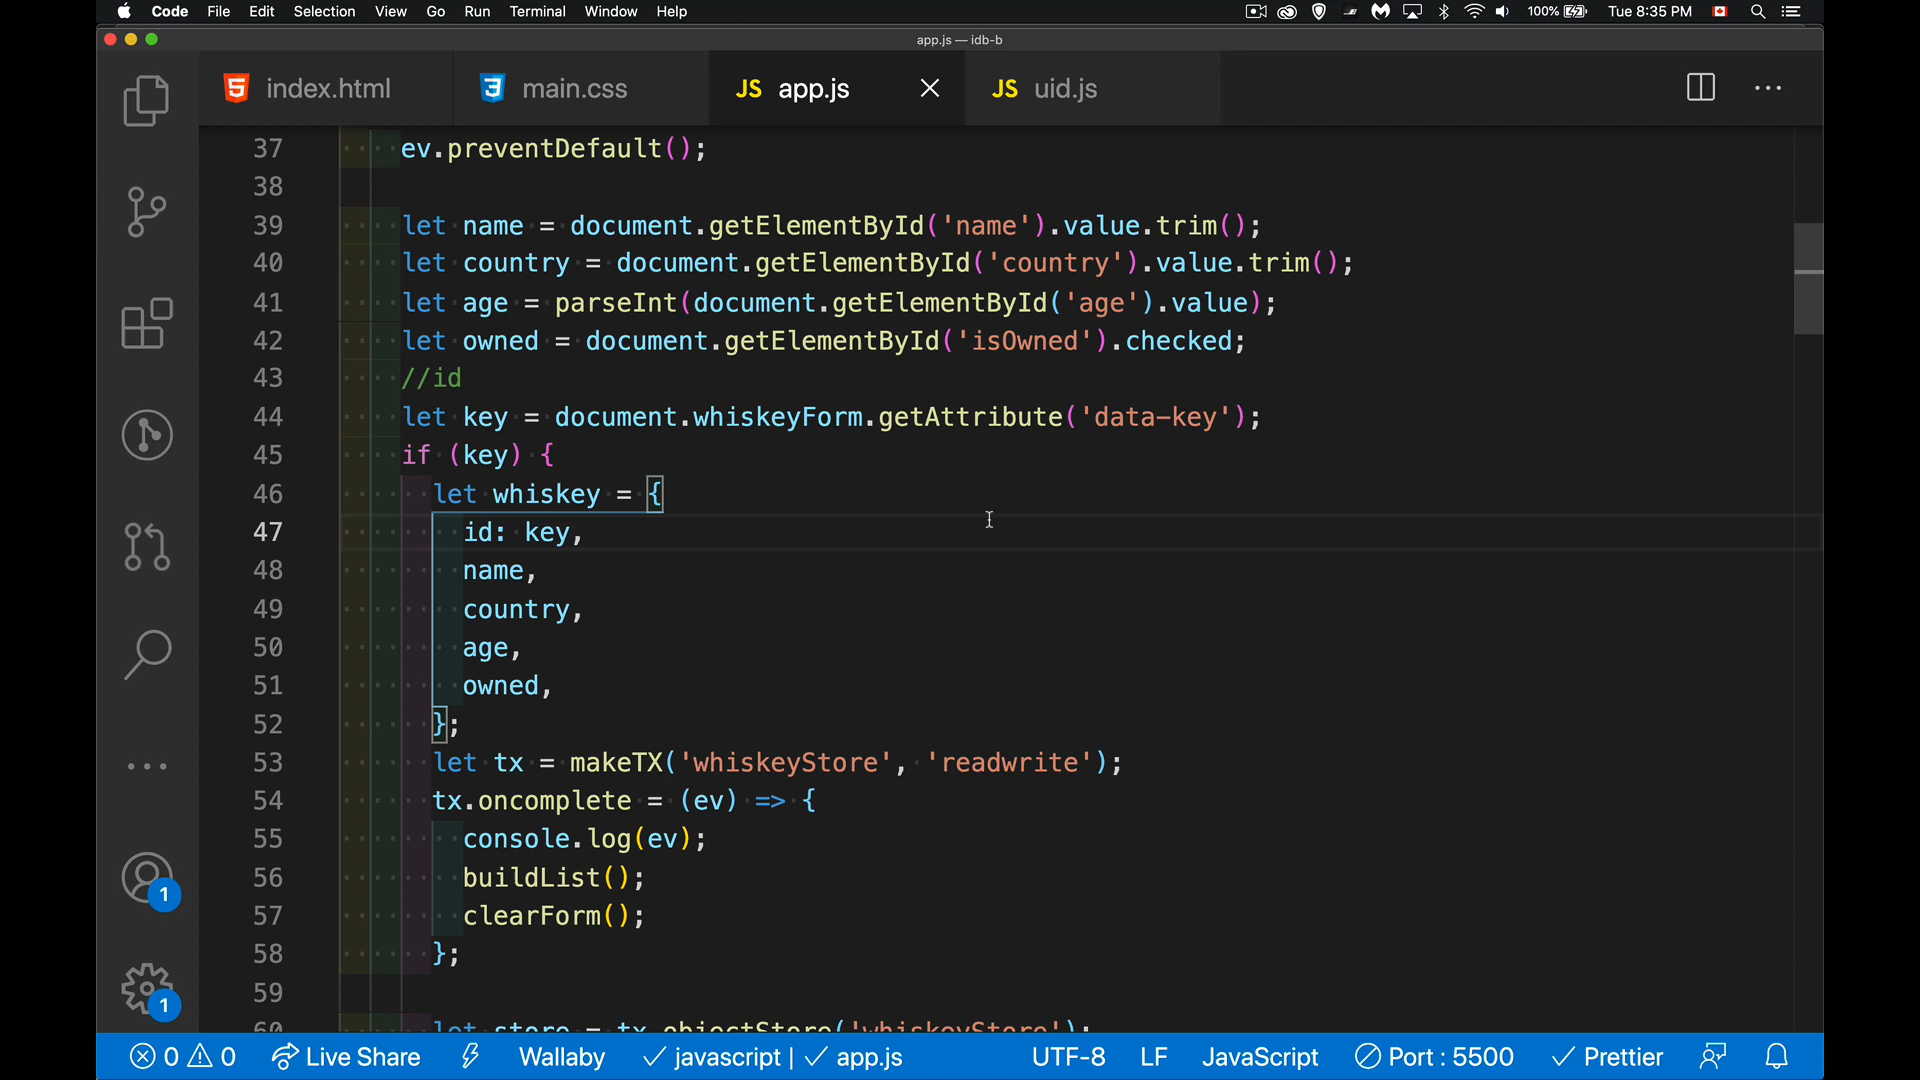 Code File Edit Selection View Go Run Terminal Window Help 100% Tue 8:35 PM
app.js — idb-b
index.html main.css JS app.js JS uid.js
37 ev.preventDefault();
38
39 let name = document.getElementById('name').value.trim();
40 let country = document.getElementById('country').value.trim();
41 let age = parseInt(document.getElementById('age').value);
42 let owned = document.getElementById('isOwned').checked;
43 //id
44 let key = document.whiskeyForm.getAttribute('data-key');
45 if (key) {
46 let whiskey = {
47 id: key,
48 name,
49 country,
50 age,
51 owned,
52 };
53 let tx = makeTX('whiskeyStore', 'readwrite');
54 tx.oncomplete = (ev) => {
55 console.log(ev);
56 buildList();
57 clearForm();
58 };
59
60 let store = tx.objectStore('whiskeyStore');
1
1
0 0 Live Share Wallaby javascript | app.js UTF-8 LF JavaScript Port : 5500 Prettier